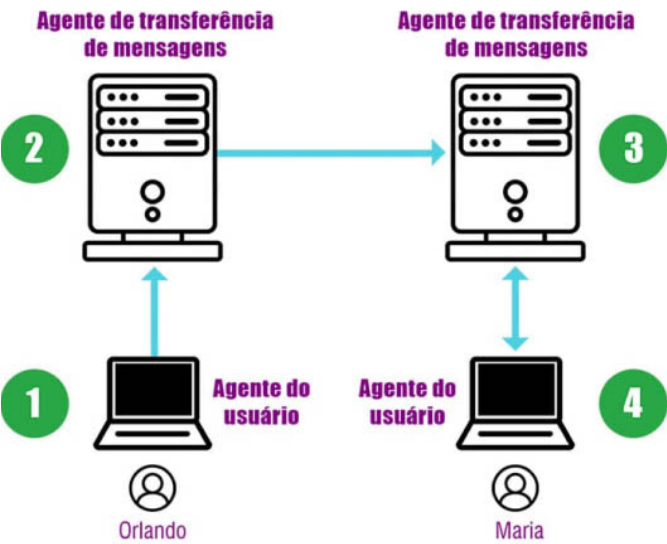 Agente de transferência
de mensagens
Agente de transferência
de mensagens
2
3
1
Agente do
usuário
Agente do
usuário
4
Orlando
Maria